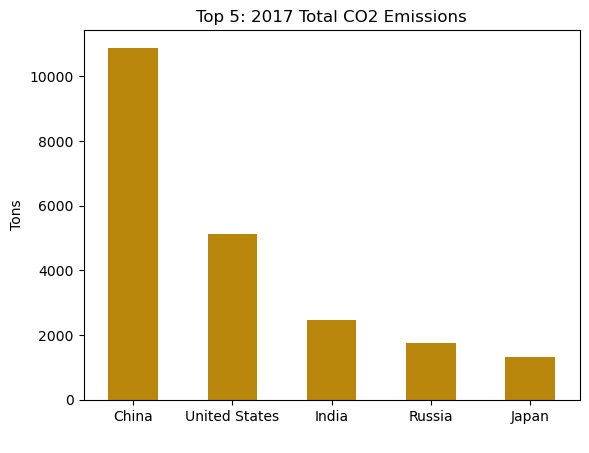 Top 5: 2017 Total CO2 Emissions
Tons
10000
8000
6000
4000
2000
0
China United States India Russia Japan